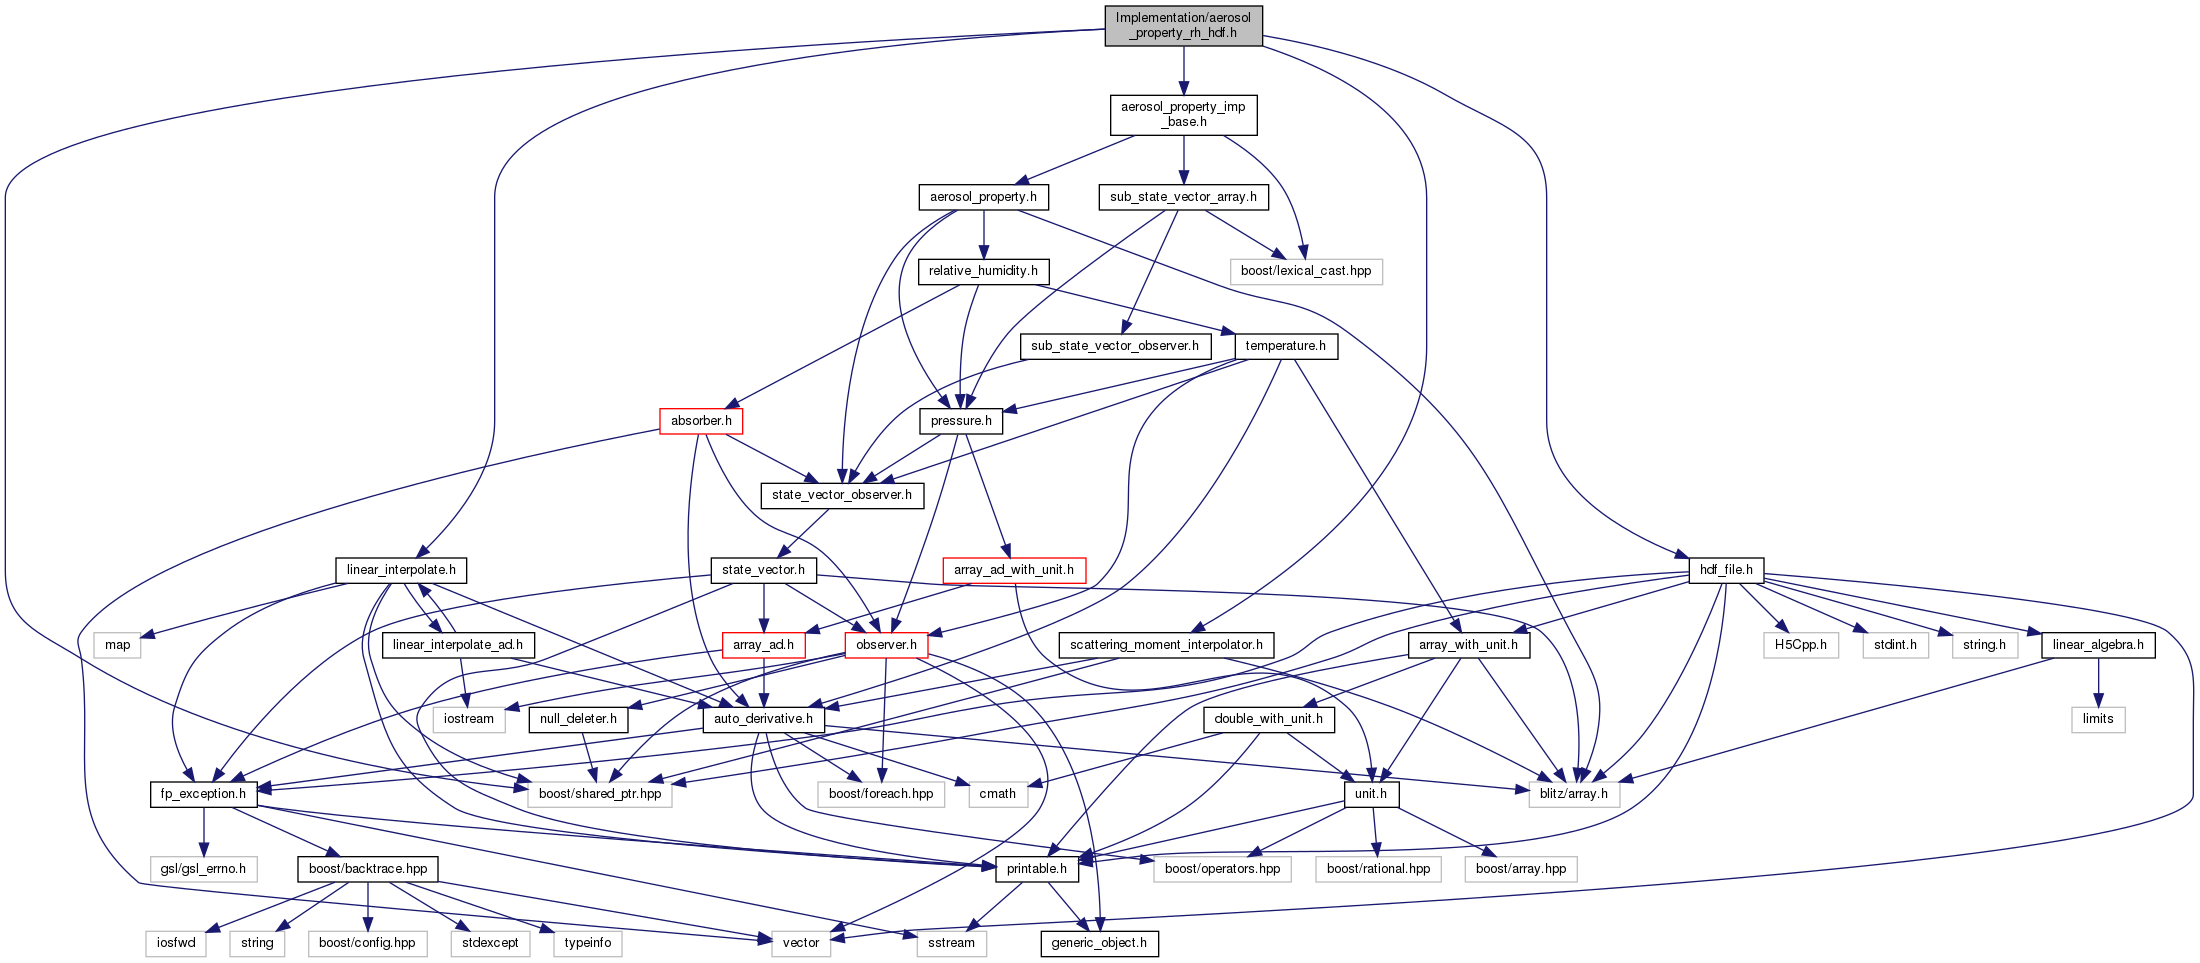 Implementation/aerosol
_property_rh_hdf.h
aerosol_property_imp
_base.h
aerosol_property.h
sub_state_vector_array.h
relative_humidity.h
boost/lexical_cast.hpp
sub_state_vector_observer.h
temperature.h
absorber.h
pressure.h
state_vector_observer.h
linear_interpolate.h
state_vector.h
array_ad_with_unit.h
hdf_file.h
map
linear_interpolate_ad.h
array_ad.h
observer.h
scattering_moment_interpolator.h
array_with_unit.h
H5Cpp.h
stdint.h
string.h
linear_algebra.h
iostream
null_deleter.h
auto_derivative.h
double_with_unit.h
limits
fp_exception.h
boost/shared_ptr.hpp
boost/foreach.hpp
cmath
unit.h
blitz/array.h
gsl/gsl_errno.h
boost/backtrace.hpp
printable.h
boost/operators.hpp
boost/rational.hpp
boost/array.hpp
iosfwd
string
boost/config.hpp
stdexcept
typeinfo
vector
sstream
generic_object.h